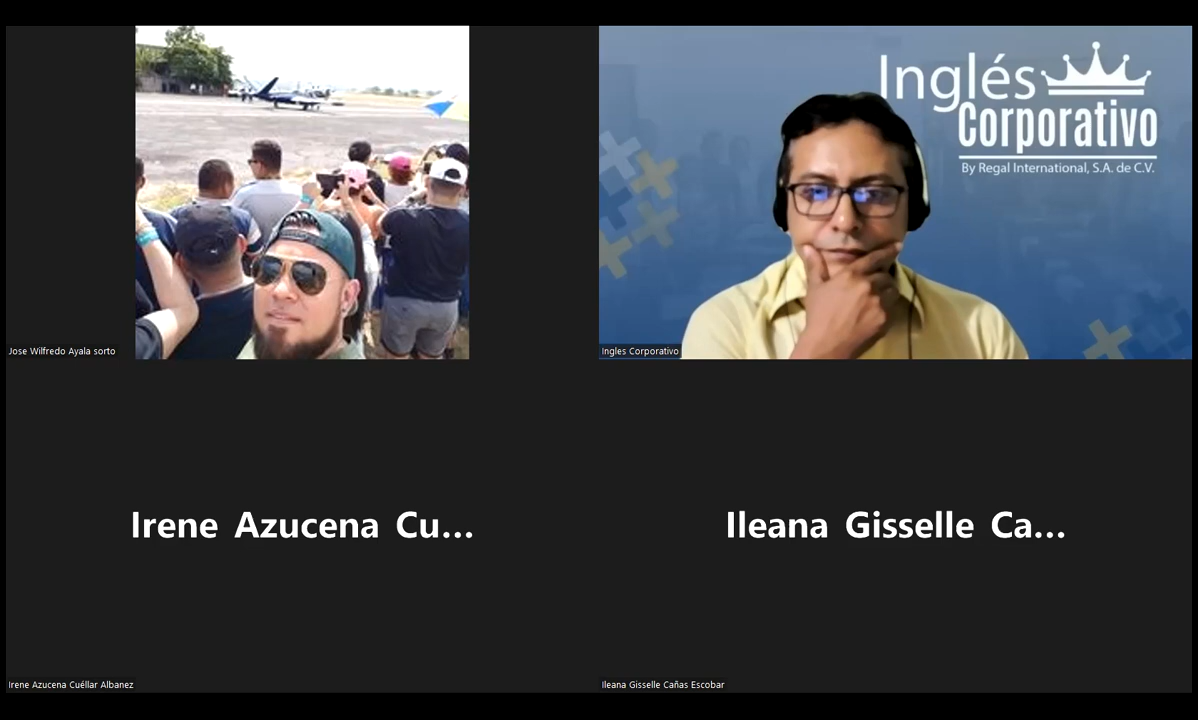 Inglés
Corporativo
By Regal International, S.A. de C.V.
Jose Wilfredo Ayala sorto
Ingles Corporativo
Irene Azucena Cu...
Ileana Gisselle Ca...
Irene Azucena Cuéllar Albanez
Ileana Gisselle Cañas Escobar